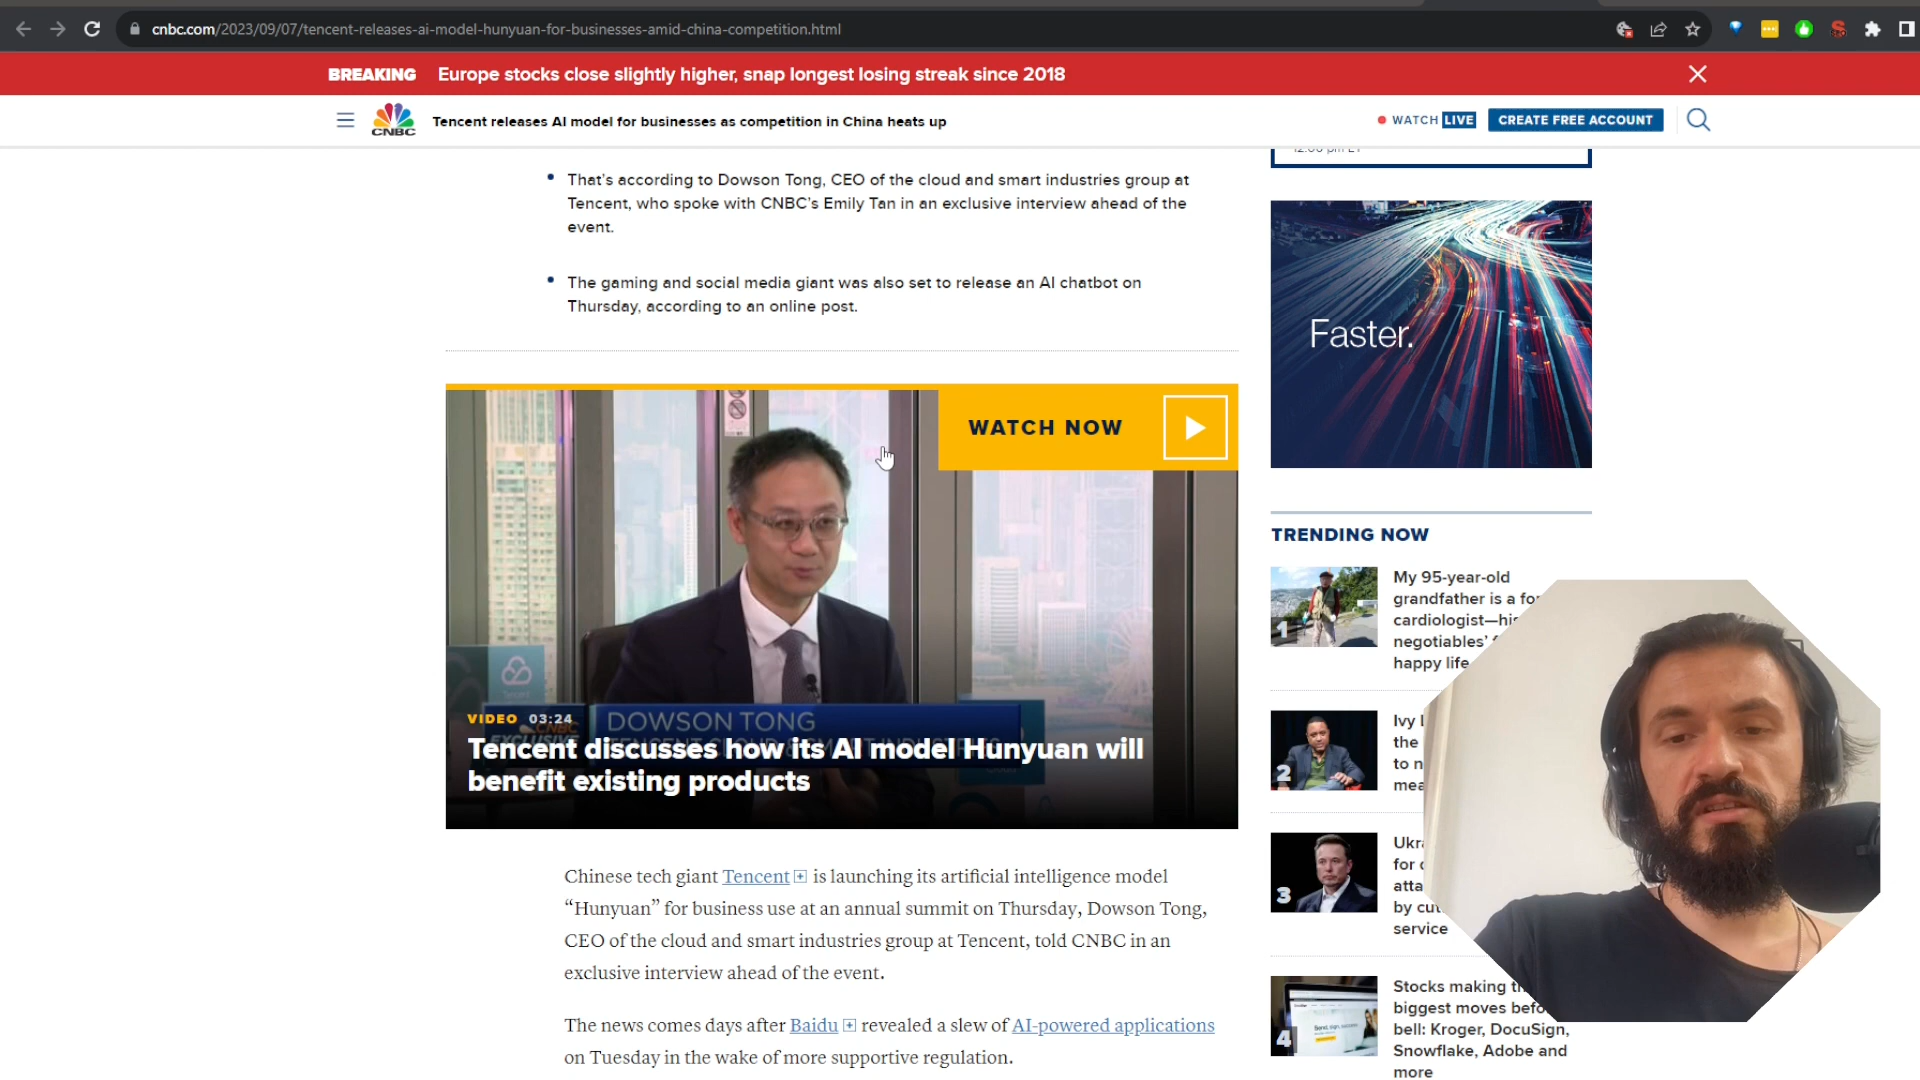 cnbc.com/2023/09/07/tencent-releases-ai-model-hunyuan-for-businesses-amid-china-competition.html
BREAKING Europe stocks close slightly higher, snap longest losing streak since 2018
CNBC
Tencent releases AI model for businesses as competition in China heats up
WATCH LIVE
CREATE FREE ACCOUNT
That’s according to Dowson Tong, CEO of the cloud and smart industries group at
Tencent, who spoke with CNBC’s Emily Tan in an exclusive interview ahead of the
event.
The gaming and social media giant was also set to release an AI chatbot on
Thursday, according to an online post.
WATCH NOW
DOWSON TONG
VIDEO 03:24
Tencent discusses how its AI model Hunyuan will
benefit existing products
Chinese tech giant Tencent is launching its artificial intelligence model
“Hunyuan” for business use at an annual summit on Thursday, Dowson Tong,
CEO of the cloud and smart industries group at Tencent, told CNBC in an
exclusive interview ahead of the event.
The news comes days after Baidu revealed a slew of AI-powered applications
on Tuesday in the wake of more supportive regulation.
Faster.
TRENDING NOW
1
My 95-year-old
grandfather is a
cardiologist—
negotiables’
happy life
2
Ivy
the
to
3
for
by
service
4
Stocks making
biggest moves
bell: Kroger, DocuSign,
Snowflake, Adobe and
more